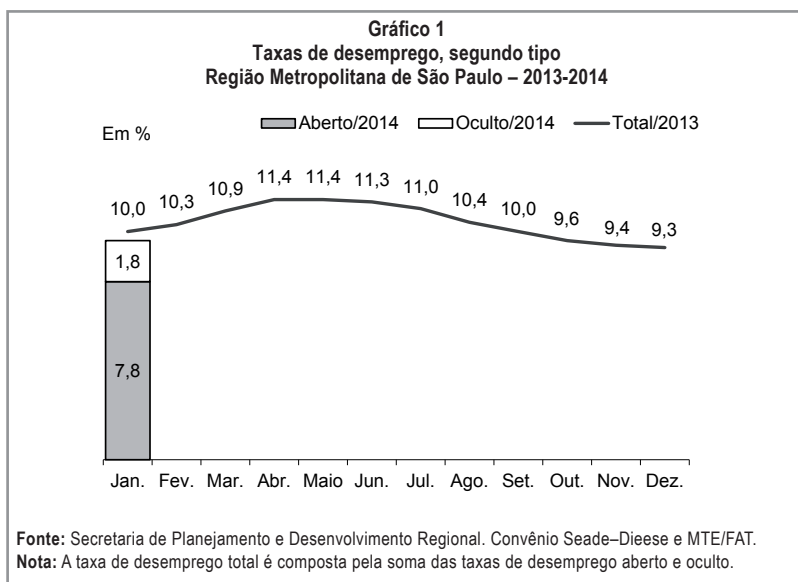 Gráfico 1
Taxas de desemprego, segundo tipo
Região Metropolitana de São Paulo – 2013-2014
Em %
Aberto/2014 Oculto/2014 Total/2013
10,0 10,3 10,9 11,4 11,4 11,3 11,0 10,4 10,0 9,6 9,4 9,3
1,8
7,8
Jan. Fev. Mar. Abr. Maio Jun. Jul. Ago. Set. Out. Nov. Dez.
Fonte: Secretaria de Planejamento e Desenvolvimento Regional. Convênio Seade–Dieese e MTE/FAT.
Nota: A taxa de desemprego total é composta pela soma das taxas de desemprego aberto e oculto.